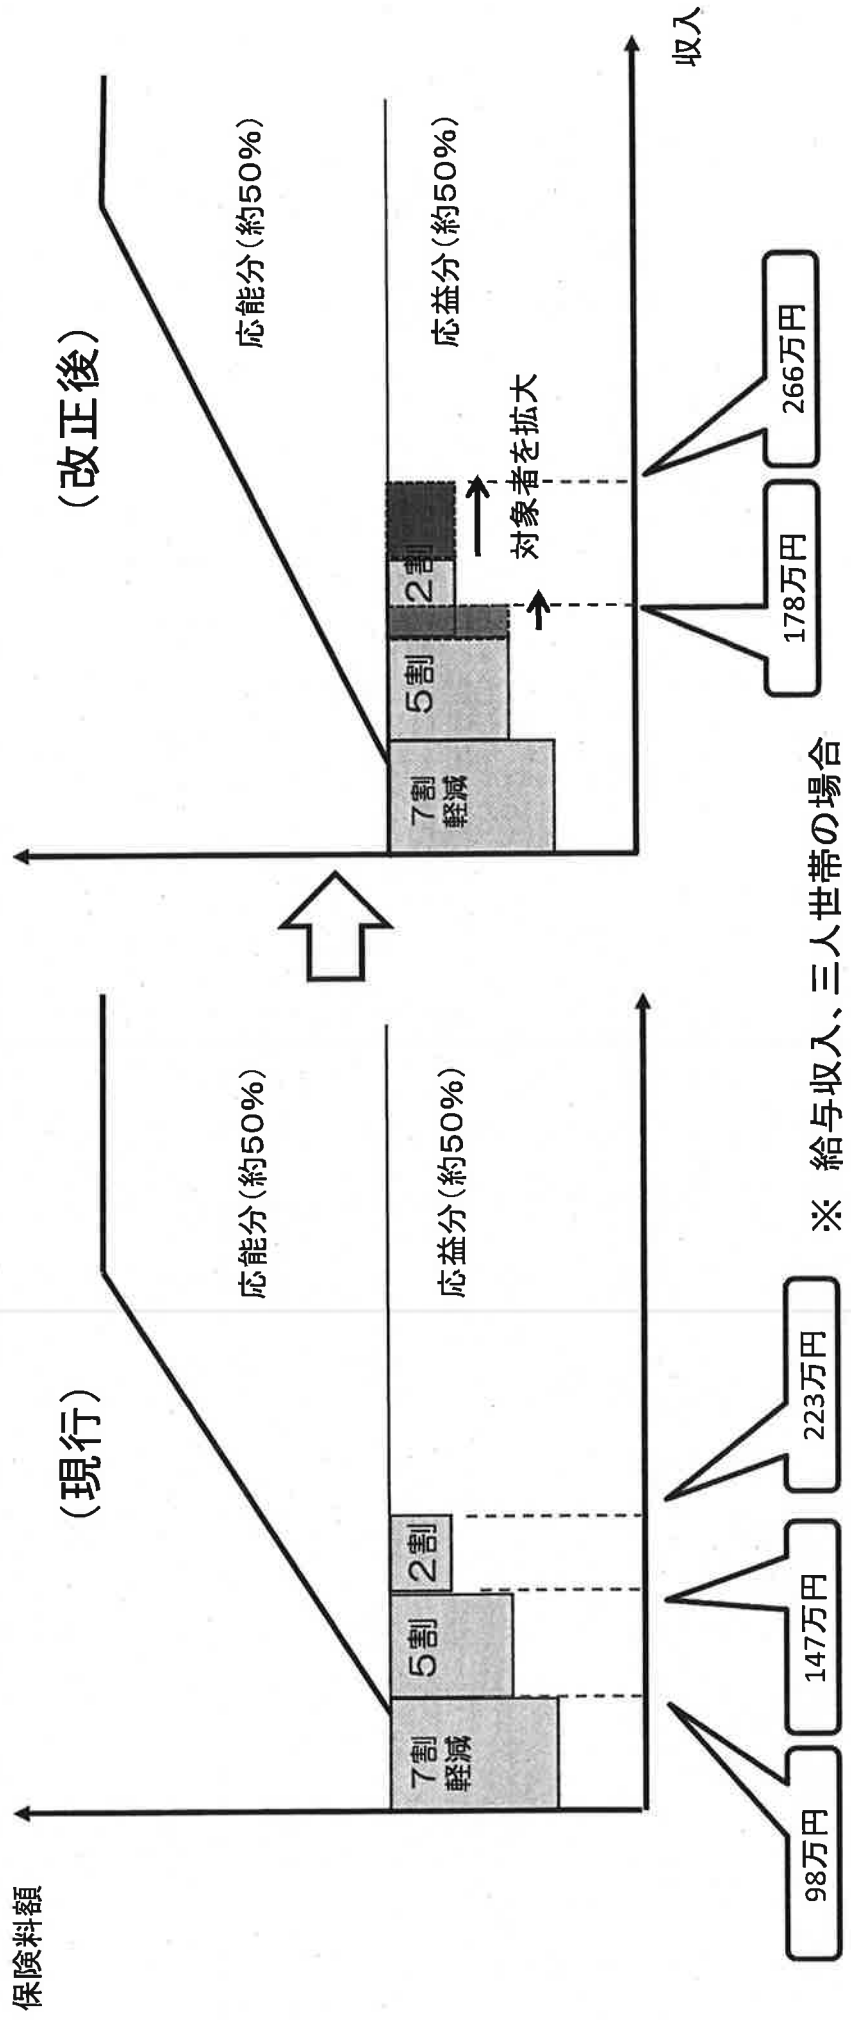 保険料額
（現行）
応能分（約50%）
応益分（約50%）
7割
軽減
5割
2割
98万円
147万円
223万円
（改正後）
応能分（約50%）
応益分（約50%）
7割
軽減
5割
2割
対象者を拡大
178万円
266万円
収入
※ 給与収入、三人世帯の場合